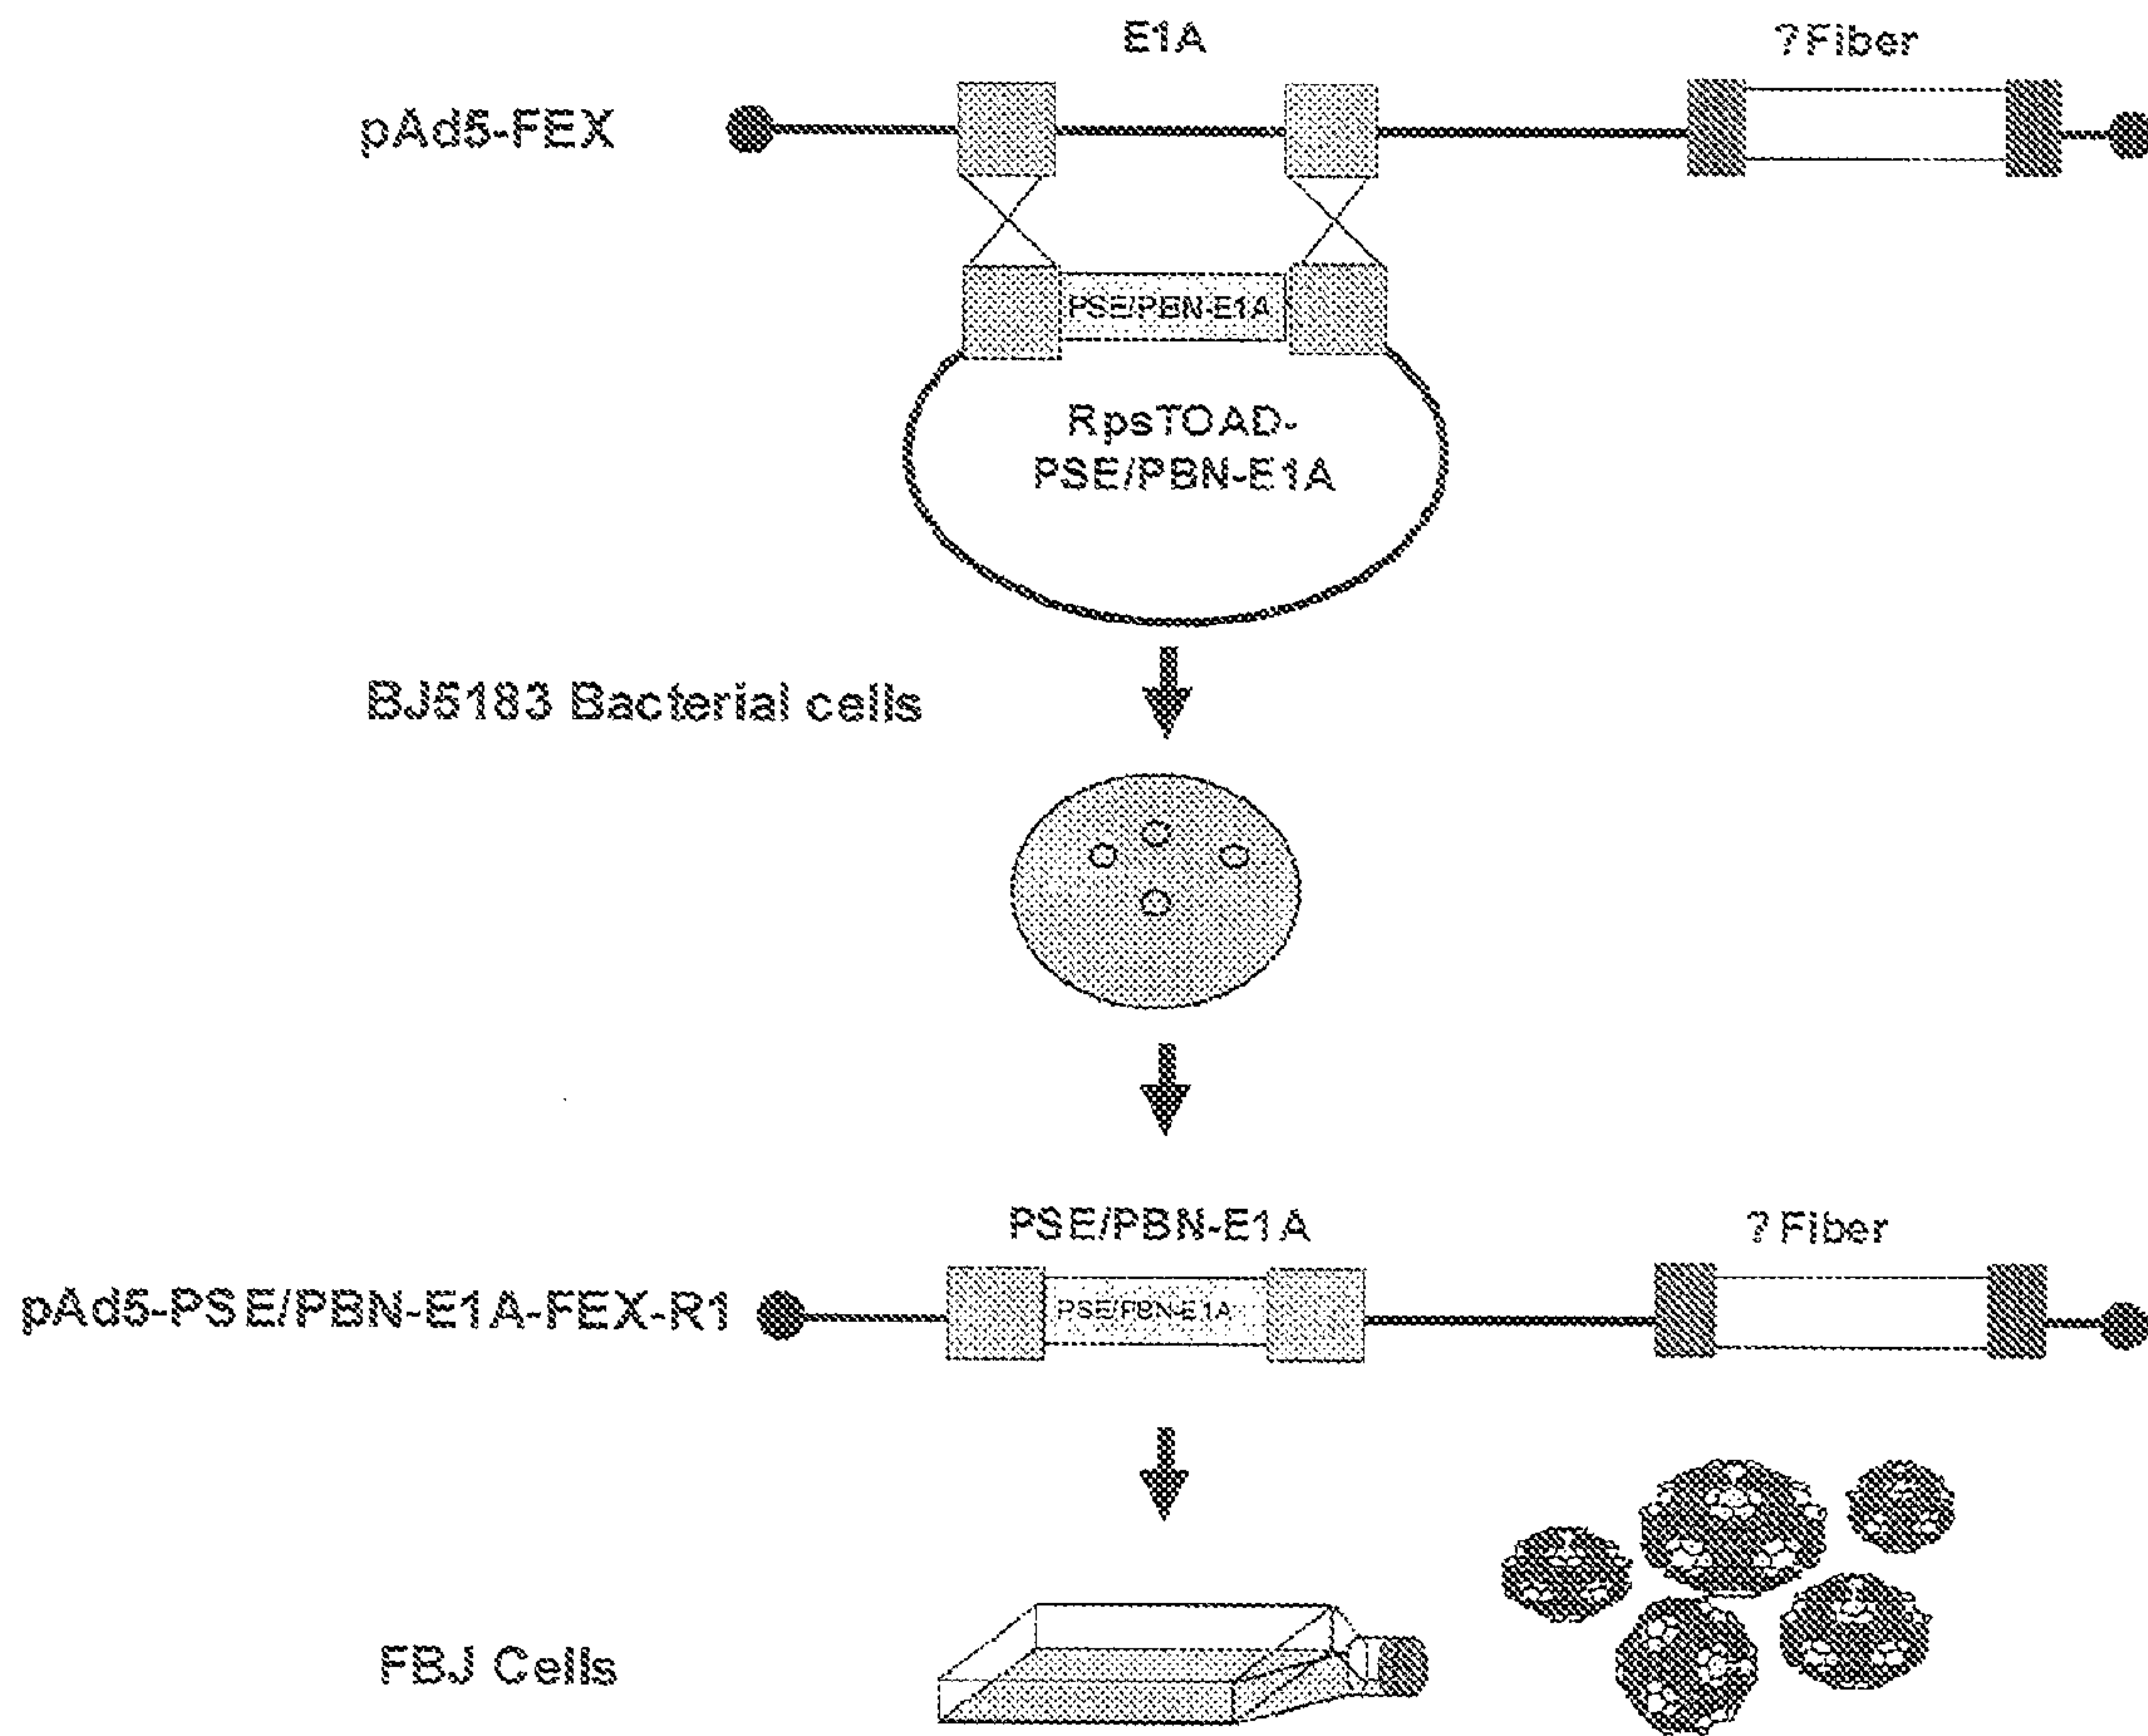 E1A
?Fiber
pAd5-FEX
PSE/PBN-E1A
RpsTOAD-
PSE/PBN-E1A
BJ5183 Bacterial cells
PSE/PBN-E1A
?Fiber
pAd5-PSE/PBN-E1A-FEX-R1
PSE/PBN-E1A
FBJ Cells